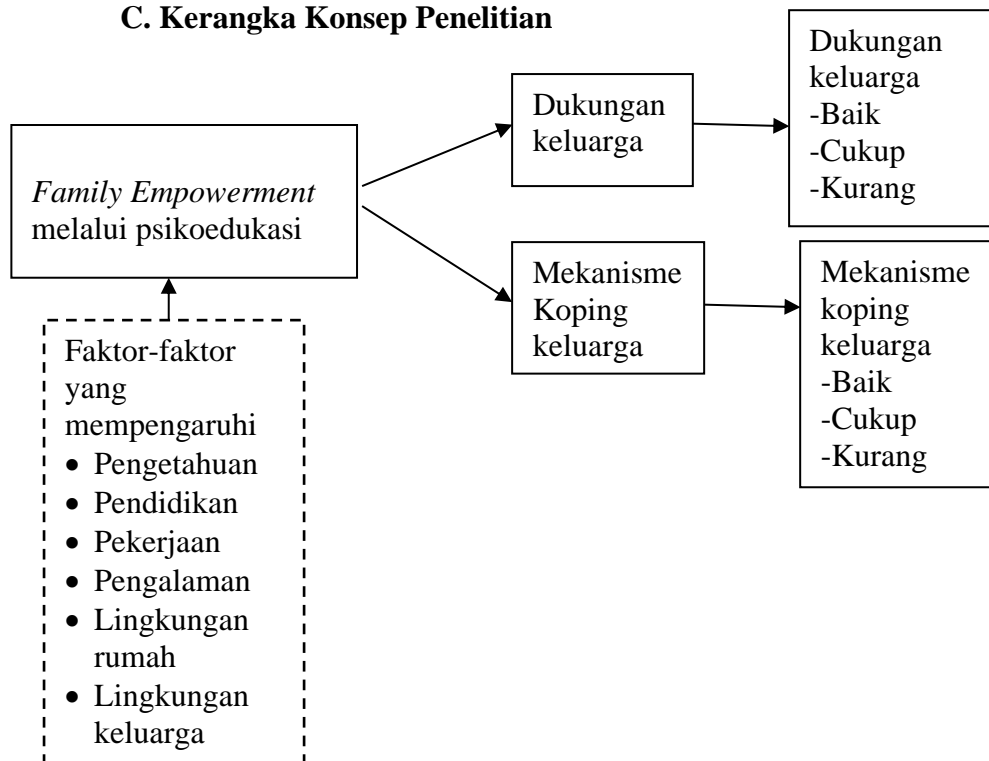 C. Kerangka Konsep Penelitian
Family Empowerment
melalui psikoedukasi
Dukungan
keluarga
Dukungan
keluarga
-Baik
-Cukup
-Kurang
Mekanisme
Koping
keluarga
Mekanisme
koping
keluarga
-Baik
-Cukup
-Kurang
Faktor-faktor
yang
mempengaruhi
• Pengetahuan
• Pendidikan
• Pekerjaan
• Pengalaman
• Lingkungan
rumah
• Lingkungan
keluarga